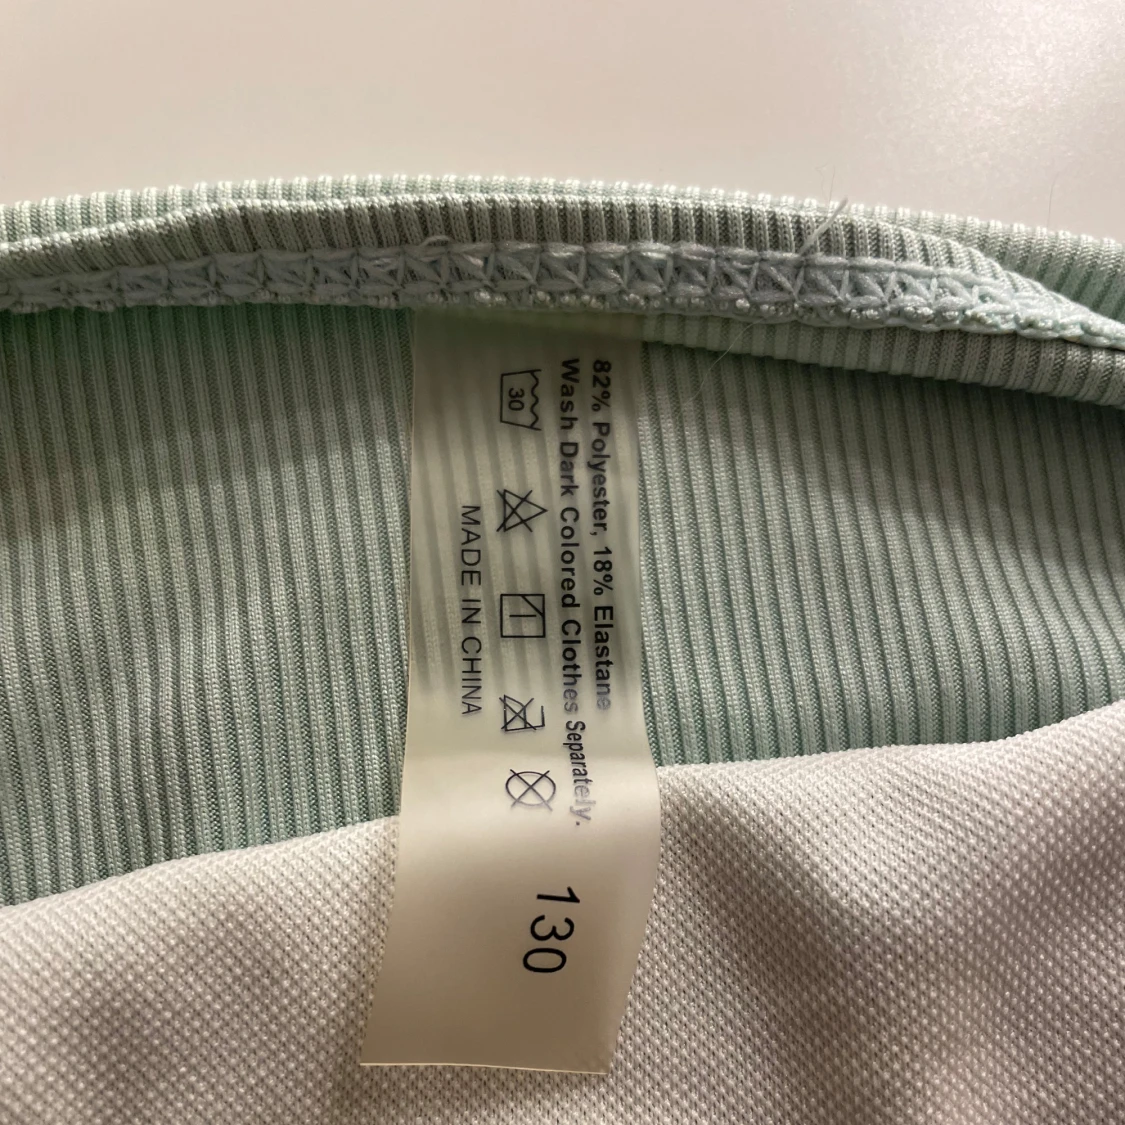 82% Polyester, 18% Elastane
Wash Dark Colored Clothes Separately.
30
MADE IN CHINA
130